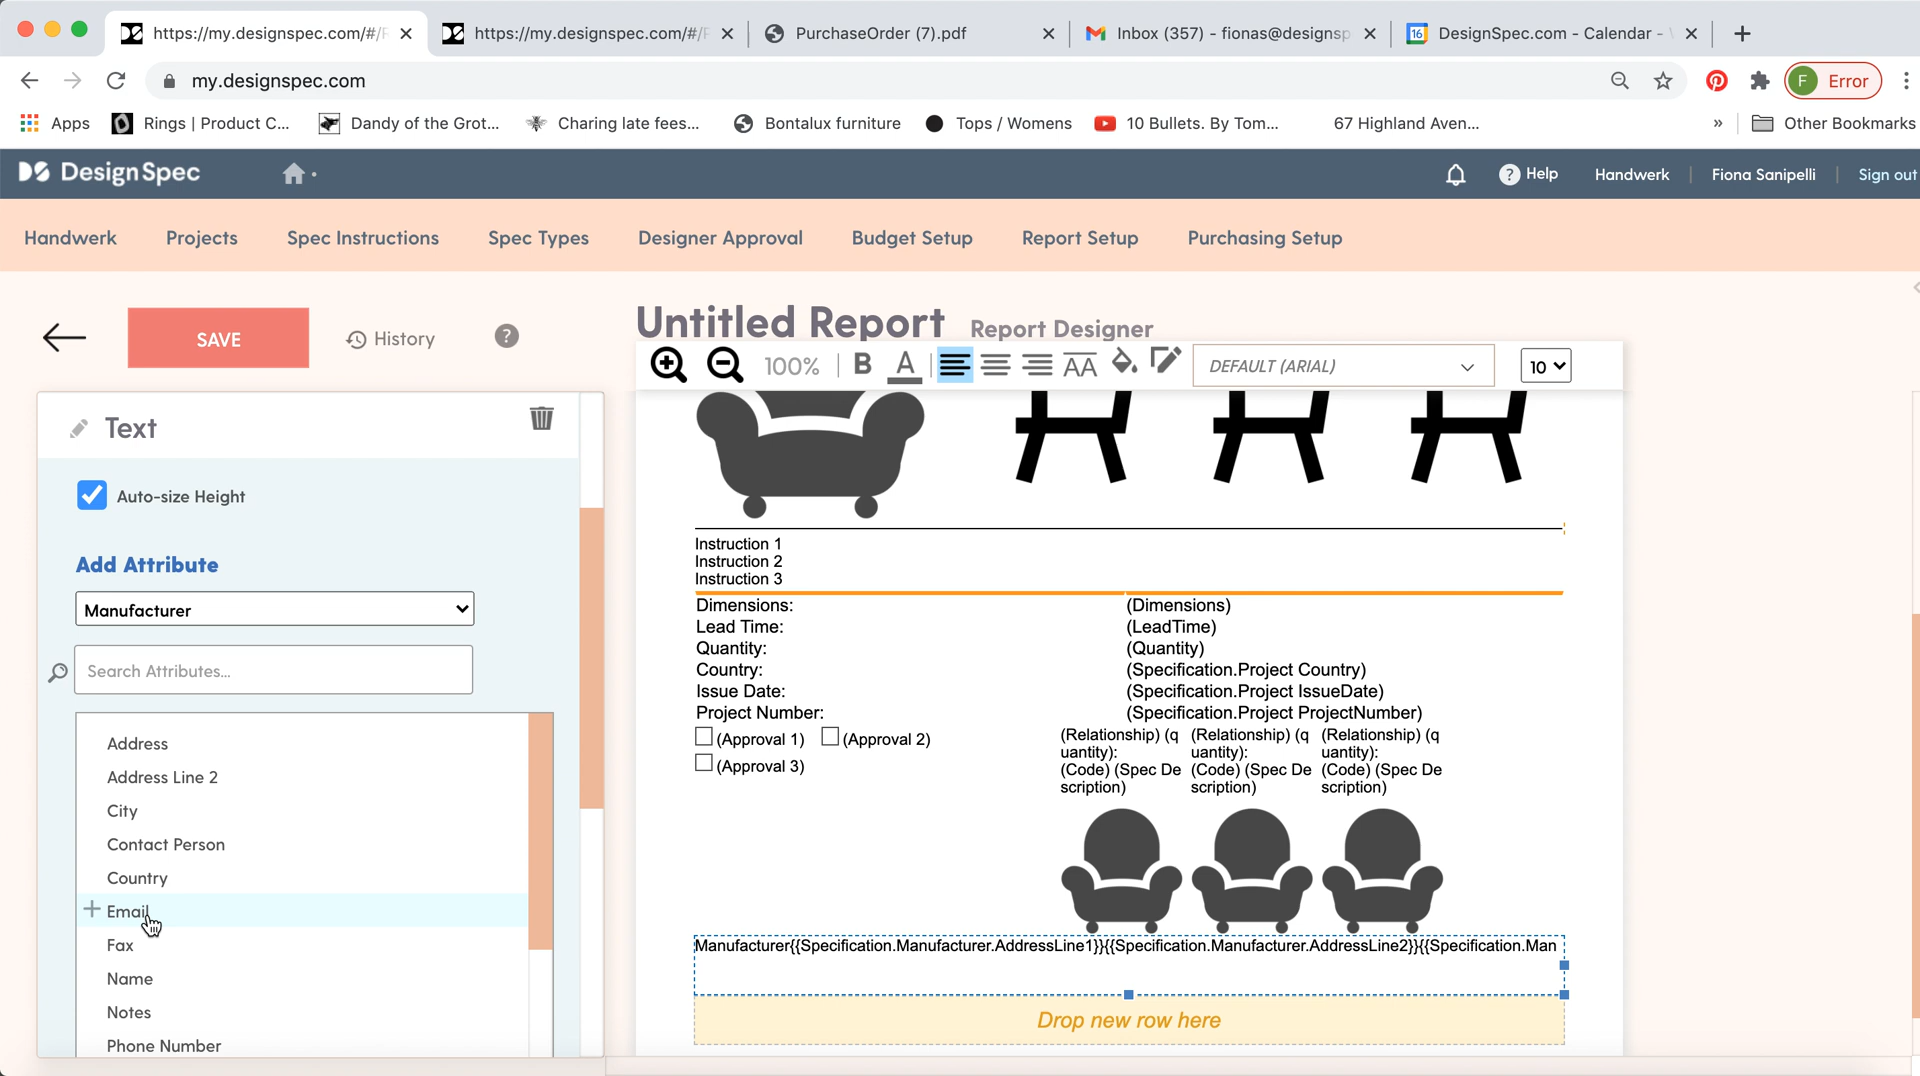 https://my.designspec.com/#/
https://my.designspec.com/#/
PurchaseOrder (7).pdf
Inbox (357) - fionas@designsp
16
DesignSpec.com - Calendar -
my.designspec.com
F
Error
Apps
Rings | Product C...
Dandy of the Grot...
Charing late fees...
Bontalux furniture
Tops / Womens
10 Bullets. By Tom...
67 Highland Aven...
»
Other Bookmarks
DS DesignSpec
? Help
Handwerk
Fiona Sanipelli
Sign out
Handwerk
Projects
Spec Instructions
Spec Types
Designer Approval
Budget Setup
Report Setup
Purchasing Setup
SAVE
History
?
Untitled Report Report Designer
100%
B
A
AA
DEFAULT (ARIAL)
10
Text
Auto-size Height
Add Attribute
Manufacturer
Search Attributes...
Address
Address Line 2
City
Contact Person
Country
+ Email
Fax
Name
Notes
Phone Number
Instruction 1
Instruction 2
Instruction 3
Dimensions: (Dimensions)
Lead Time: (LeadTime)
Quantity: (Quantity)
Country: (Specification.Project Country)
Issue Date: (Specification.Project IssueDate)
Project Number: (Specification.Project ProjectNumber)
(Approval 1) (Approval 2)
(Approval 3)
(Relationship) (q (Relationship) (q (Relationship) (q
uantity): uantity): uantity):
(Code) (Spec De (Code) (Spec De (Code) (Spec De
scription) scription) scription)
Manufacturer{{Specification.Manufacturer.AddressLine1}}{{Specification.Manufacturer.AddressLine2}}{{Specification.Man
Drop new row here